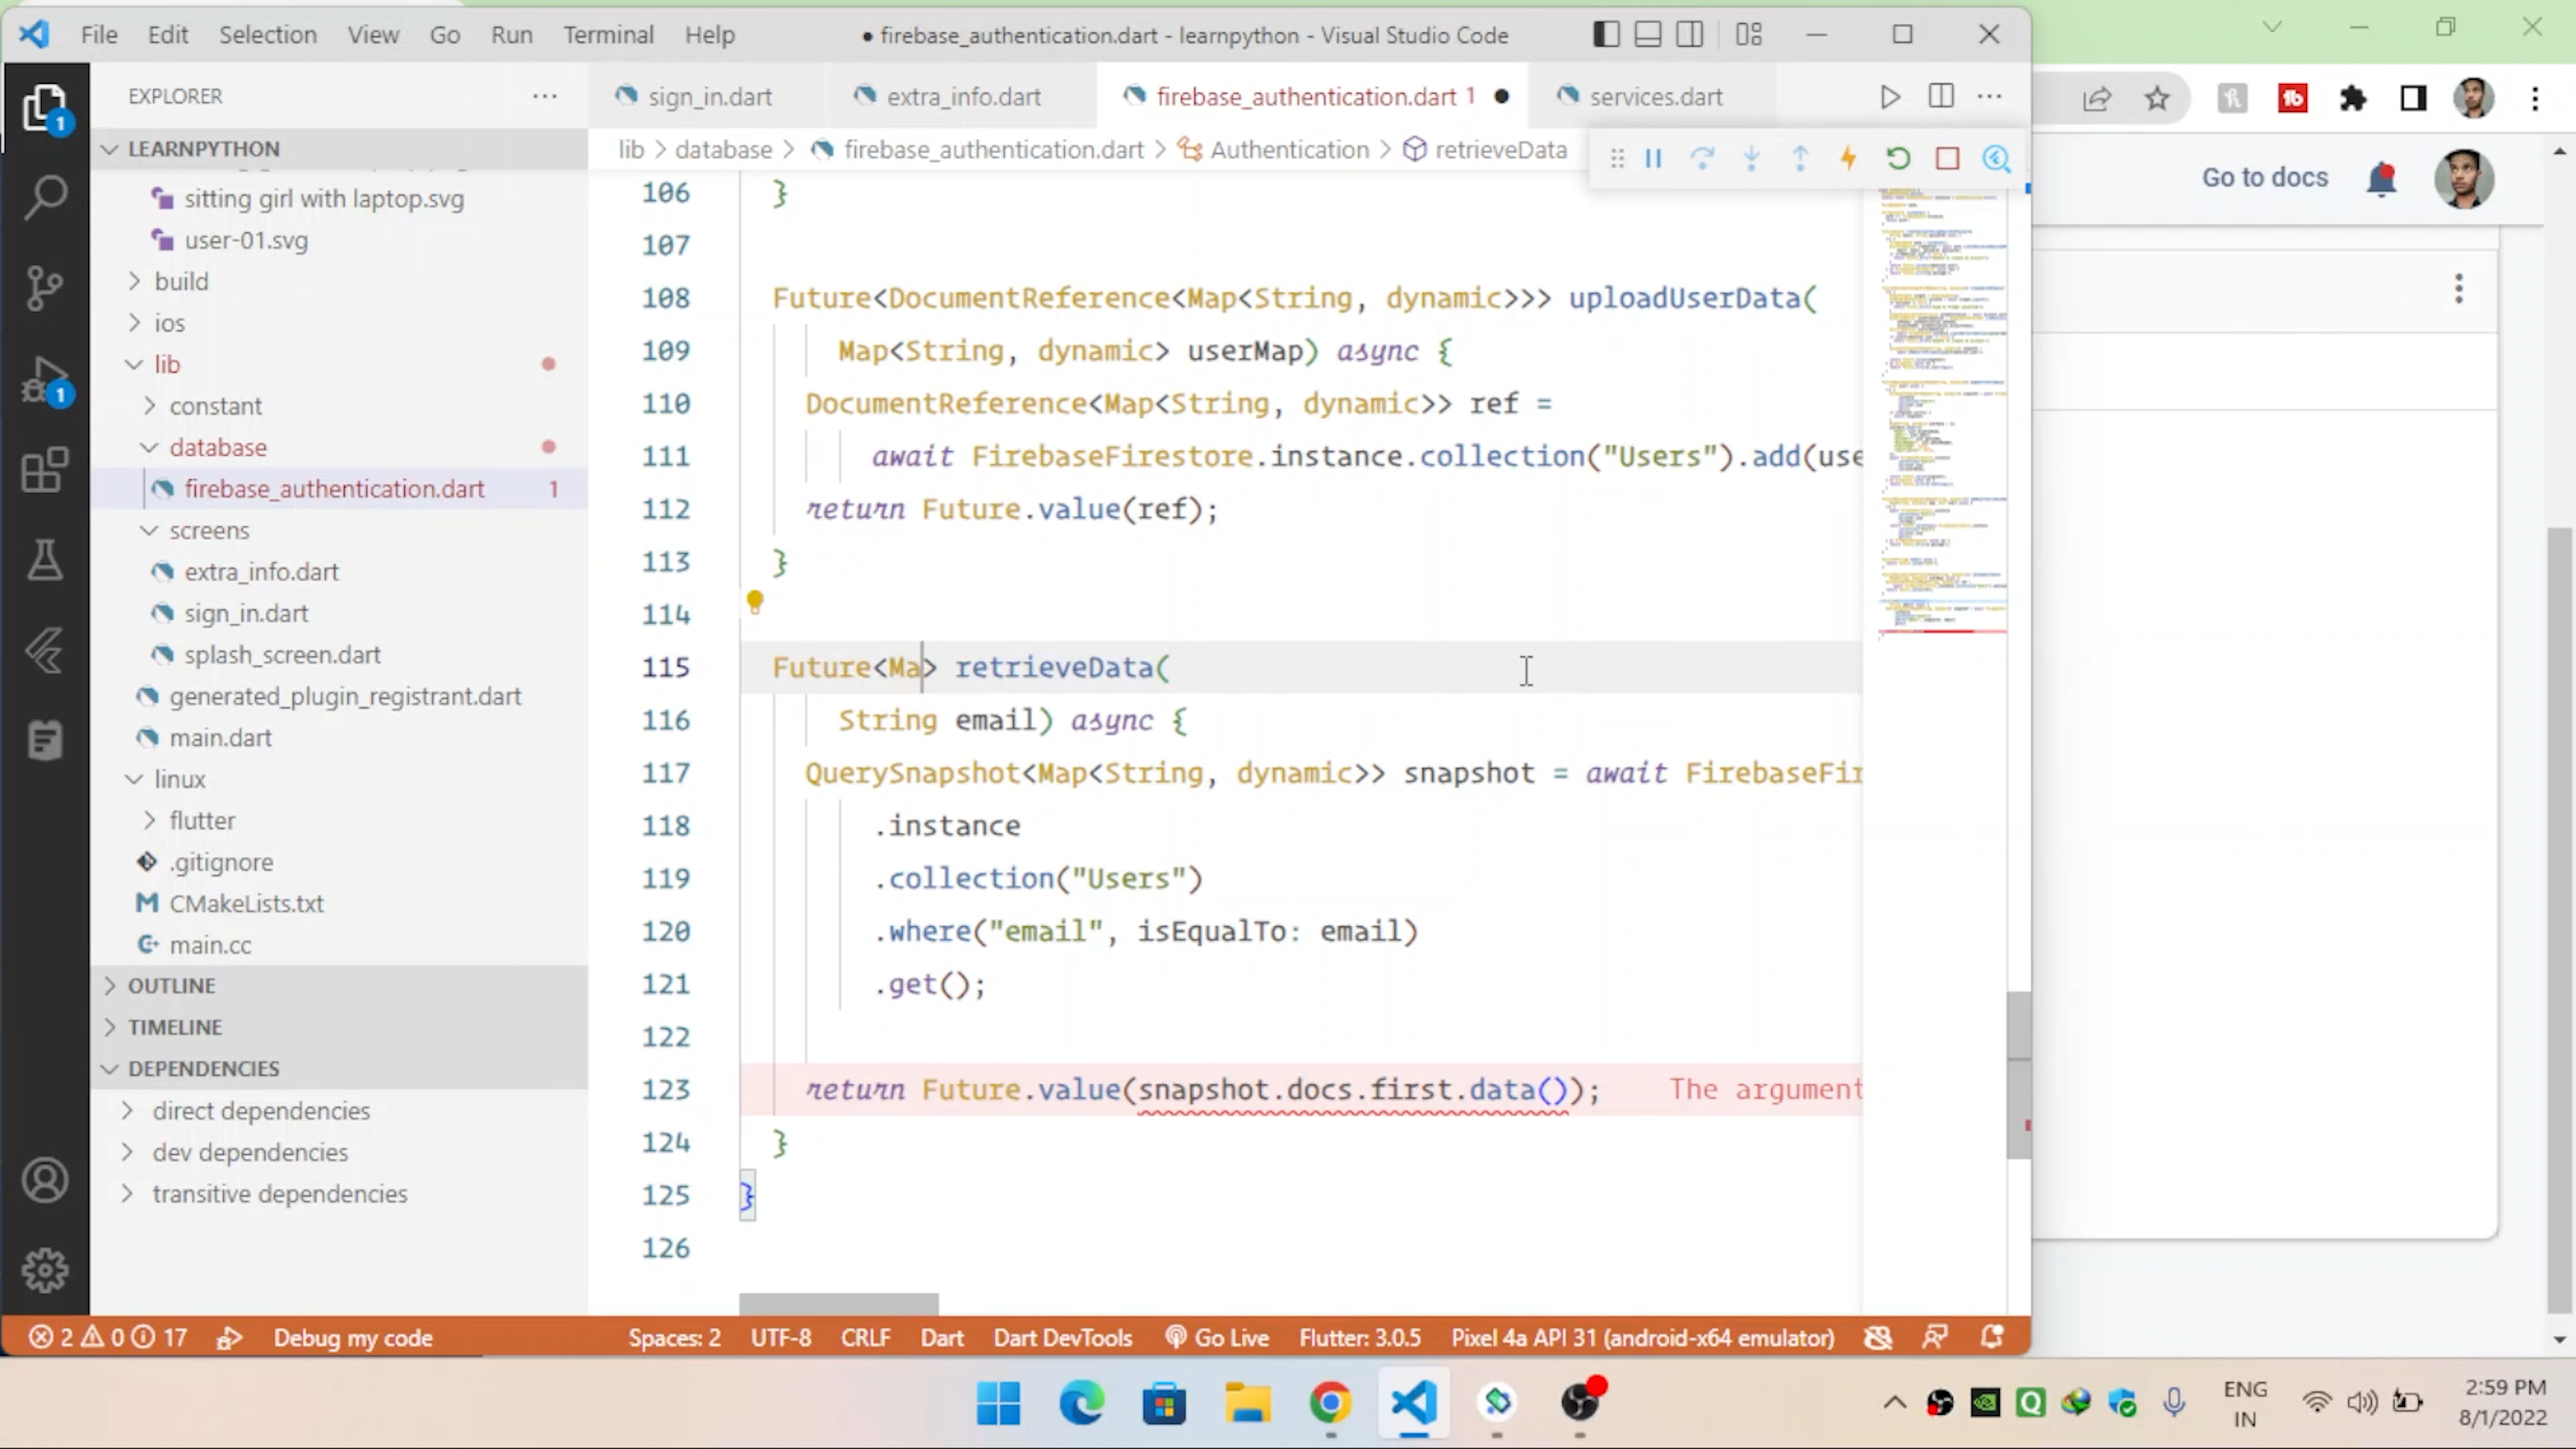 File Edit Selection View Go Run Terminal Help
● firebase_authentication.dart - learnpython - Visual Studio Code
EXPLORER
sign_in.dart
extra_info.dart
firebase_authentication.dart 1
services.dart
LEARNPYTHON
lib > database > firebase_authentication.dart > Authentication > retrieveData
Go to docs
sitting girl with laptop.svg
user-01.svg
build
ios
lib
constant
database
firebase_authentication.dart 1
screens
extra_info.dart
sign_in.dart
splash_screen.dart
generated_plugin_registrant.dart
main.dart
linux
flutter
.gitignore
CMakeLists.txt
main.cc
OUTLINE
TIMELINE
DEPENDENCIES
direct dependencies
dev dependencies
transitive dependencies
106 }
107
108 Future<DocumentReference<Map<String, dynamic>>> uploadUserData(
109 Map<String, dynamic> userMap) async {
110 DocumentReference<Map<String, dynamic>> ref =
111 await FirebaseFirestore.instance.collection("Users").add(use
112 return Future.value(ref);
113 }
114
115 Future<Ma> retrieveData(
116 String email) async {
117 QuerySnapshot<Map<String, dynamic>> snapshot = await FirebaseFir
118 .instance
119 .collection("Users")
120 .where("email", isEqualTo: email)
121 .get();
122
123 return Future.value(snapshot.docs.first.data()); The argument
124 }
125 }
126
2 0 17 Debug my code Spaces: 2 UTF-8 CRLF Dart Dart DevTools Go Live Flutter: 3.0.5 Pixel 4a API 31 (android-x64 emulator)
ENG
IN
2:59 PM
8/1/2022